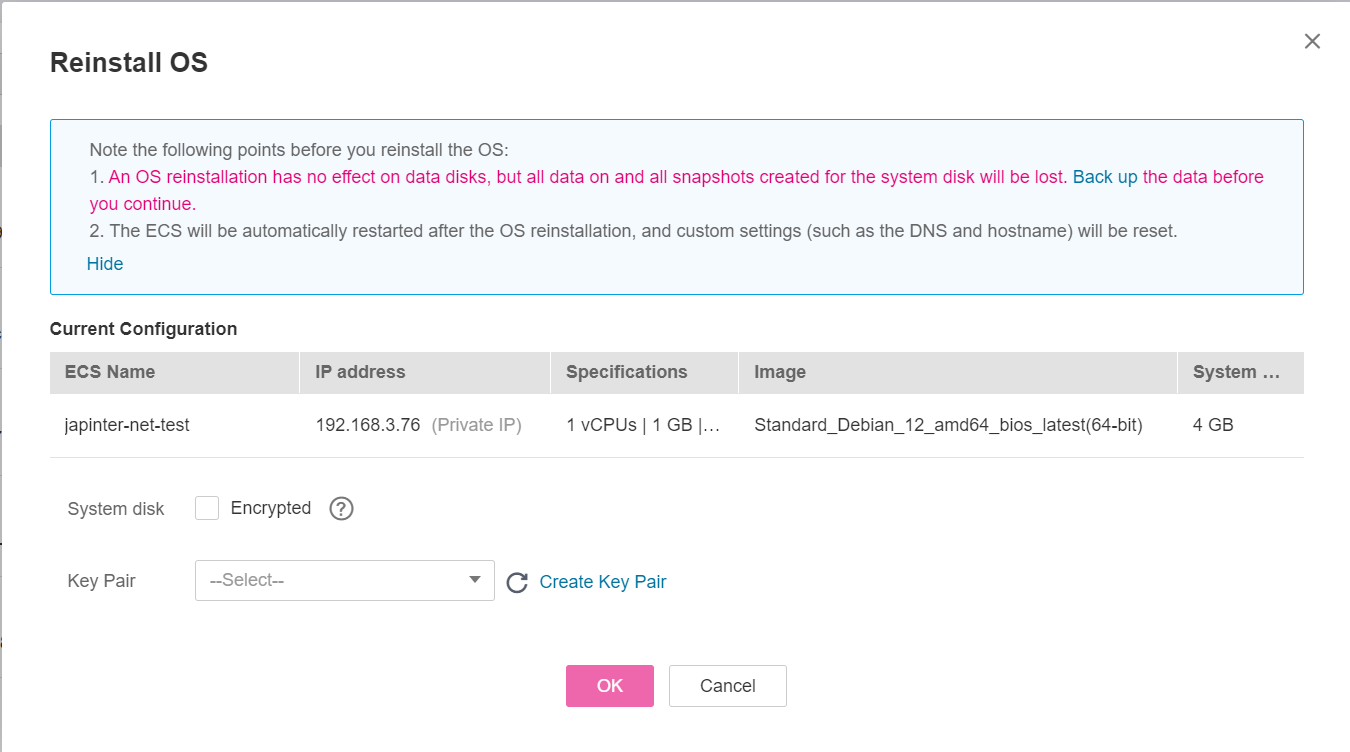 Reinstall OS
Note the following points before you reinstall the OS:
1. An OS reinstallation has no effect on data disks, but all data on and all snapshots created for the system disk will be lost. Back up the data before
you continue.
2. The ECS will be automatically restarted after the OS reinstallation, and custom settings (such as the DNS and hostname) will be reset.
Hide
Current Configuration
ECS Name IP address Specifications Image System ...
japinter-net-test 192.168.3.76 (Private IP) 1 vCPUs | 1 GB |... Standard_Debian_12_amd64_bios_latest(64-bit) 4 GB
System disk Encrypted ?
Key Pair --Select-- Create Key Pair
OK Cancel